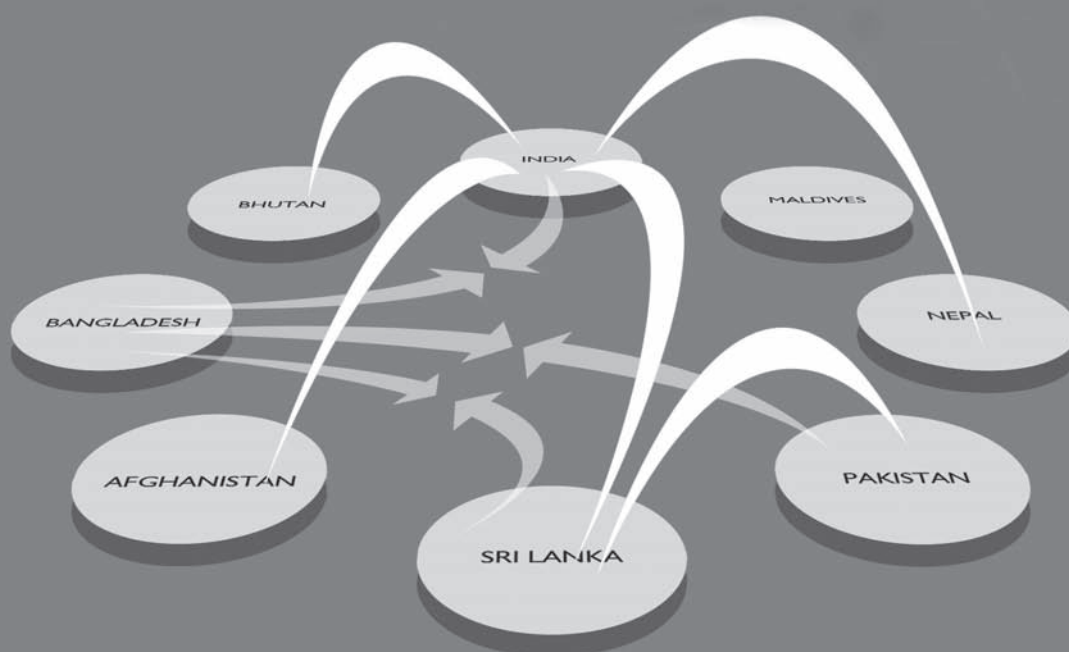 INDIA
BHUTAN
MALDIVES
BANGLADESH
NEPAL
AFGHANISTAN
PAKISTAN
SRI LANKA